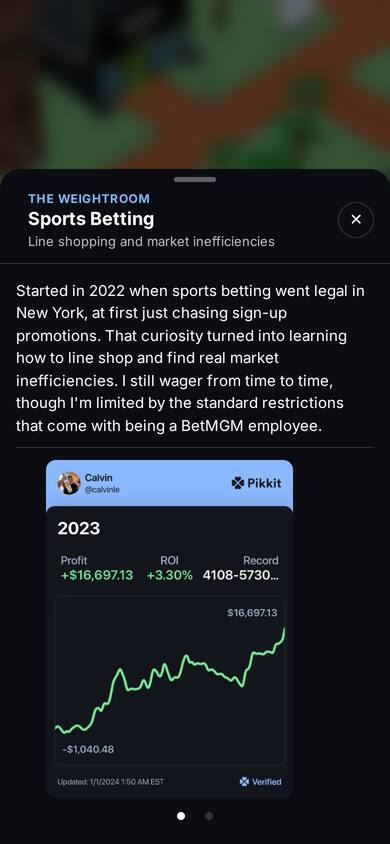 THE WEIGHTROOM
Sports Betting
Line shopping and market inefficiencies
Started in 2022 when sports betting went legal in
New York, at first just chasing sign-up
promotions. That curiosity turned into learning
how to line shop and find real market
inefficiencies. I still wager from time to time,
though I'm limited by the standard restrictions
that come with being a BetMGM employee.
Calvin
@calvinle
Pikkit
2023
Profit ROI Record
+$16,697.13 +3.30% 4108-5730...
$16,697.13
-$1,040.48
Updated: 1/1/2024 1:50 AM EST
Verified